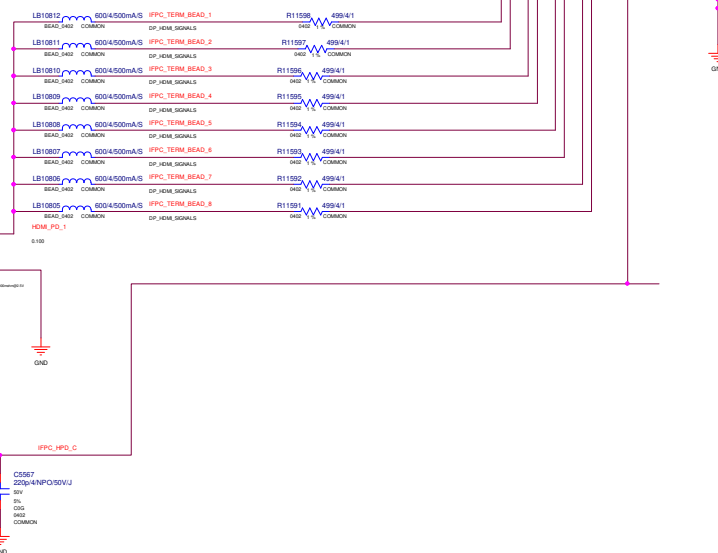 LB10812 600/4/500mA/S IFPC_TERM_BEAD_1 R11598 499/4/1
BEAD_0402 COMMON DP_HDMI_SIGNALS 0402 1% COMMON
LB10811 600/4/500mA/S IFPC_TERM_BEAD_2 R11597 499/4/1
BEAD_0402 COMMON DP_HDMI_SIGNALS 0402 1% COMMON
LB10810 600/4/500mA/S IFPC_TERM_BEAD_3 R11596 499/4/1
BEAD_0402 COMMON DP_HDMI_SIGNALS 0402 1% COMMON
LB10809 600/4/500mA/S IFPC_TERM_BEAD_4 R11595 499/4/1
BEAD_0402 COMMON DP_HDMI_SIGNALS 0402 1% COMMON
LB10808 600/4/500mA/S IFPC_TERM_BEAD_5 R11594 499/4/1
BEAD_0402 COMMON DP_HDMI_SIGNALS 0402 1% COMMON
LB10807 600/4/500mA/S IFPC_TERM_BEAD_6 R11593 499/4/1
BEAD_0402 COMMON DP_HDMI_SIGNALS 0402 1% COMMON
LB10806 600/4/500mA/S IFPC_TERM_BEAD_7 R11592 499/4/1
BEAD_0402 COMMON DP_HDMI_SIGNALS 0402 1% COMMON
LB10805 600/4/500mA/S IFPC_TERM_BEAD_8 R11591 499/4/1
BEAD_0402 COMMON DP_HDMI_SIGNALS 0402 1% COMMON
HDMI_PD_1
0.100
GND
IFPC_HPD_C
C5567
220p/4/NPO/50V/J
50V
5%
C0G
0402
COMMON